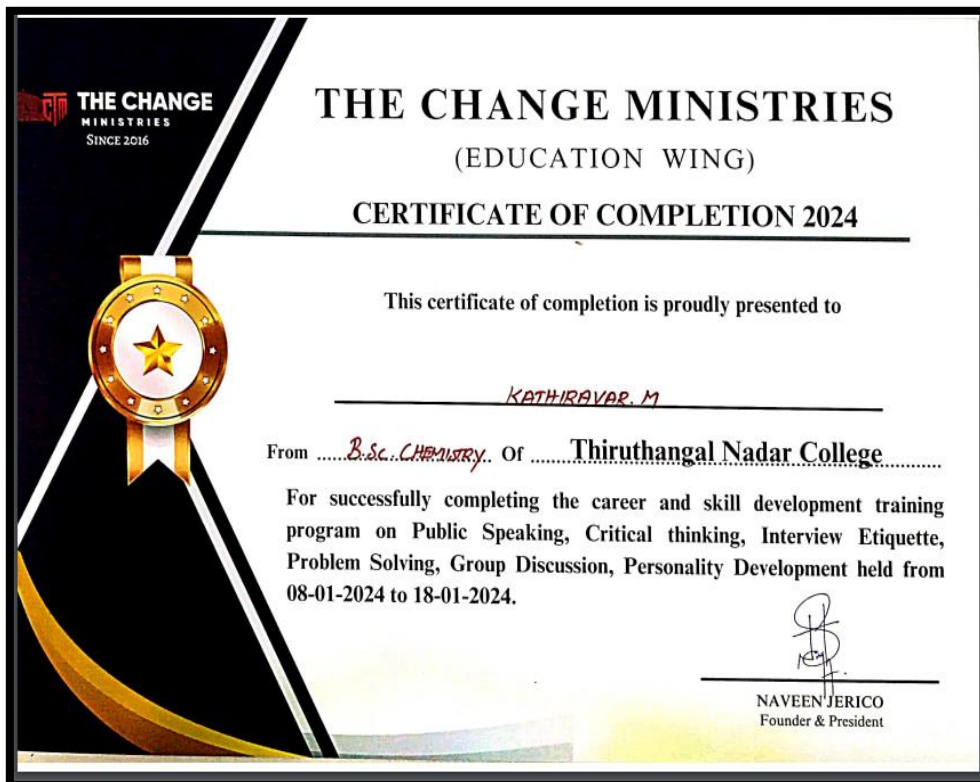 THE CHANGE
MINISTRIES
SINCE 2016
THE CHANGE MINISTRIES
(EDUCATION WING)
CERTIFICATE OF COMPLETION 2024
This certificate of completion is proudly presented to
KATHIRAVAR. M
From ...... B.Sc. CHEMISTRY.. Of ........ Thiruthangal Nadar College ........
For successfully completing the career and skill development training
program on Public Speaking, Critical thinking, Interview Etiquette,
Problem Solving, Group Discussion, Personality Development held from
08-01-2024 to 18-01-2024.
NAVEEN JERICO
Founder & President